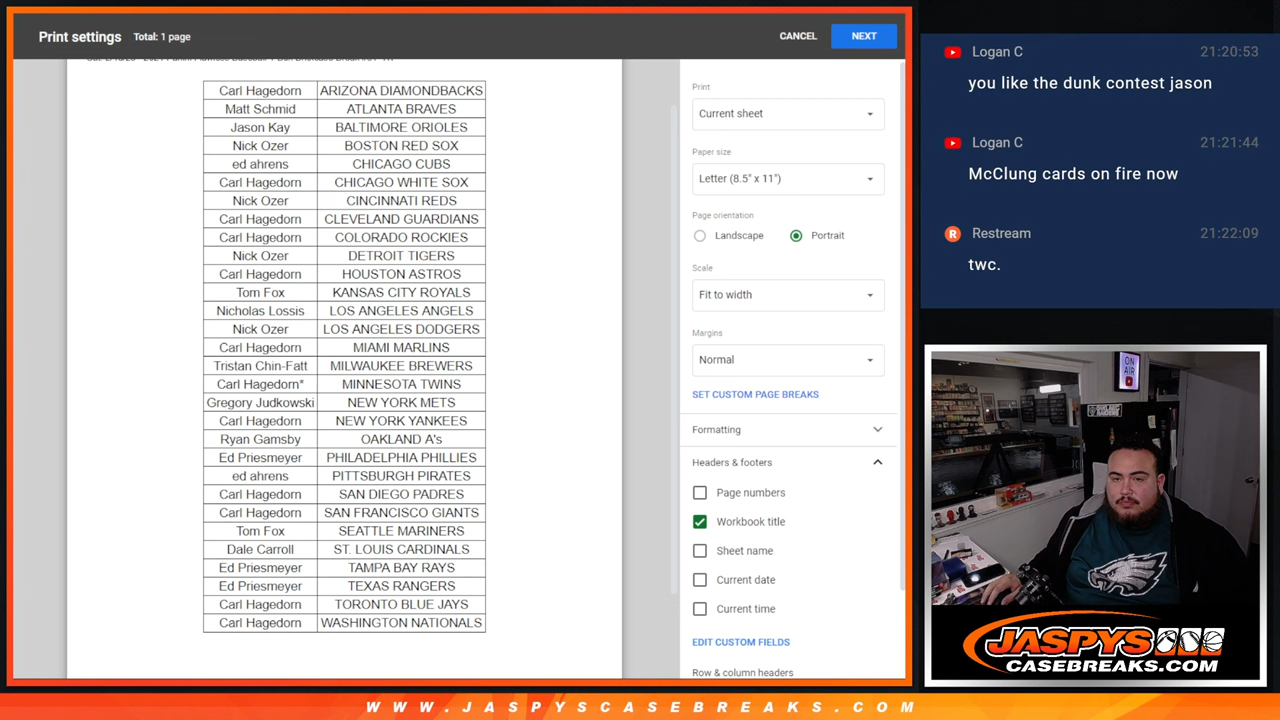 Print settings Total: 1 page
CANCEL NEXT
Carl Hagedorn ARIZONA DIAMONDBACKS
Matt Schmid ATLANTA BRAVES
Jason Kay BALTIMORE ORIOLES
Nick Ozer BOSTON RED SOX
ed ahrens CHICAGO CUBS
Carl Hagedorn CHICAGO WHITE SOX
Nick Ozer CINCINNATI REDS
Carl Hagedorn CLEVELAND GUARDIANS
Carl Hagedorn COLORADO ROCKIES
Nick Ozer DETROIT TIGERS
Carl Hagedorn HOUSTON ASTROS
Tom Fox KANSAS CITY ROYALS
Nicholas Lossis LOS ANGELES ANGELS
Nick Ozer LOS ANGELES DODGERS
Carl Hagedorn MIAMI MARLINS
Tristan Chin-Fatt MILWAUKEE BREWERS
Carl Hagedorn* MINNESOTA TWINS
Gregory Judkowski NEW YORK METS
Carl Hagedorn NEW YORK YANKEES
Ryan Gamsby OAKLAND A's
Ed Priesmeyer PHILADELPHIA PHILLIES
ed ahrens PITTSBURGH PIRATES
Carl Hagedorn SAN DIEGO PADRES
Carl Hagedorn SAN FRANCISCO GIANTS
Tom Fox SEATTLE MARINERS
Dale Carroll ST. LOUIS CARDINALS
Ed Priesmeyer TAMPA BAY RAYS
Ed Priesmeyer TEXAS RANGERS
Carl Hagedorn TORONTO BLUE JAYS
Carl Hagedorn WASHINGTON NATIONALS
Print
Current sheet
Paper size
Letter (8.5" x 11")
Page orientation
Landscape Portrait
Scale
Fit to width
Margins
Normal
SET CUSTOM PAGE BREAKS
Formatting
Headers & footers
Page numbers
Workbook title
Sheet name
Current date
Current time
EDIT CUSTOM FIELDS
Row & column headers
Logan C 21:20:53
you like the dunk contest jason
Logan C 21:21:44
McClung cards on fire now
R Restream 21:22:09
twc.
ON
AIR
JASPYS
CASEBREAKS.COM
WWW.JASPYSCASEBREAKS.COM